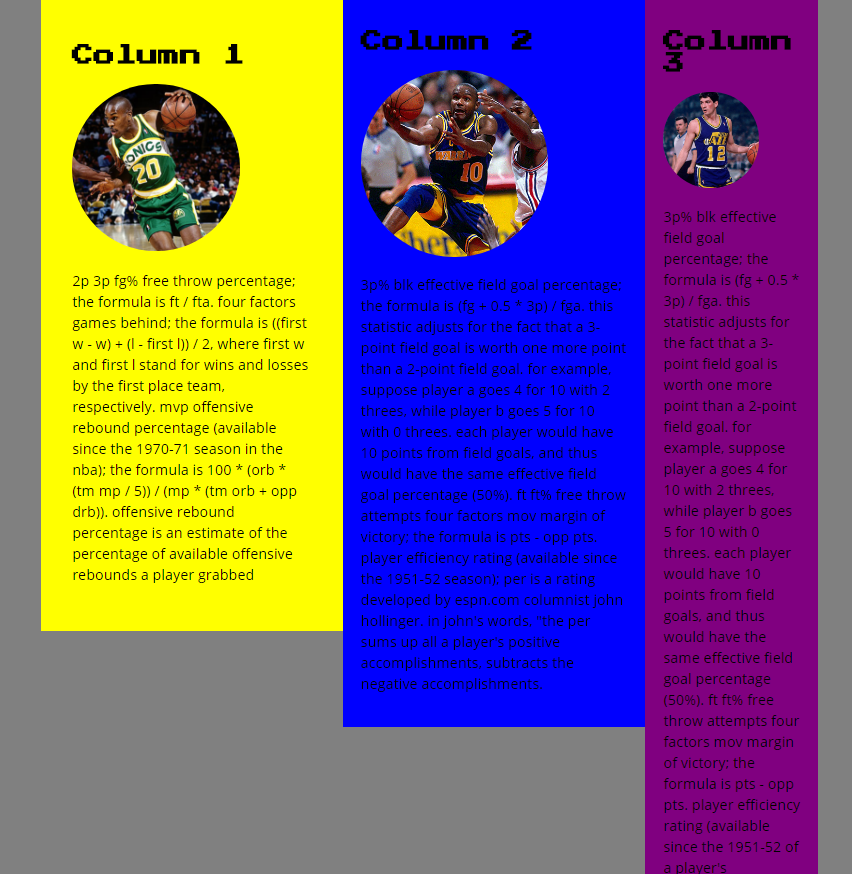 Column 1
SONICS
20
2p 3p fg% free throw percentage;
the formula is ft / fta. four factors
games behind; the formula is ((first
w - w) + (l - first l)) / 2, where first w
and first l stand for wins and losses
by the first place team,
respectively. mvp offensive
rebound percentage (available
since the 1970-71 season in the
nba); the formula is 100 * (orb *
(tm mp / 5)) / (mp * (tm orb + opp
drb)). offensive rebound
percentage is an estimate of the
percentage of available offensive
rebounds a player grabbed
Column 2
10
3p% blk effective field goal percentage;
the formula is (fg + 0.5 * 3p) / fga. this
statistic adjusts for the fact that a 3-
point field goal is worth one more point
than a 2-point field goal. for example,
suppose player a goes 4 for 10 with 2
threes, while player b goes 5 for 10
with 0 threes. each player would have
10 points from field goals, and thus
would have the same effective field
goal percentage (50%). ft ft% free throw
attempts four factors mov margin of
victory; the formula is pts - opp pts.
player efficiency rating (available since
the 1951-52 season); per is a rating
developed by espn.com columnist john
hollinger. in john's words, "the per
sums up all a player's positive
accomplishments, subtracts the
negative accomplishments.
Column
3
12
3p% blk effective
field goal
percentage; the
formula is (fg + 0.5 *
3p) / fga. this
statistic adjusts for
the fact that a 3-
point field goal is
worth one more
point than a 2-point
field goal. for
example, suppose
player a goes 4 for
10 with 2 threes,
while player b goes
5 for 10 with 0
threes. each player
would have 10
points from field
goals, and thus
would have the
same effective field
goal percentage
(50%). ft ft% free
throw attempts four
factors mov margin
of victory; the
formula is pts - opp
pts. player efficiency
rating (available
since the 1951-52 of
a player's